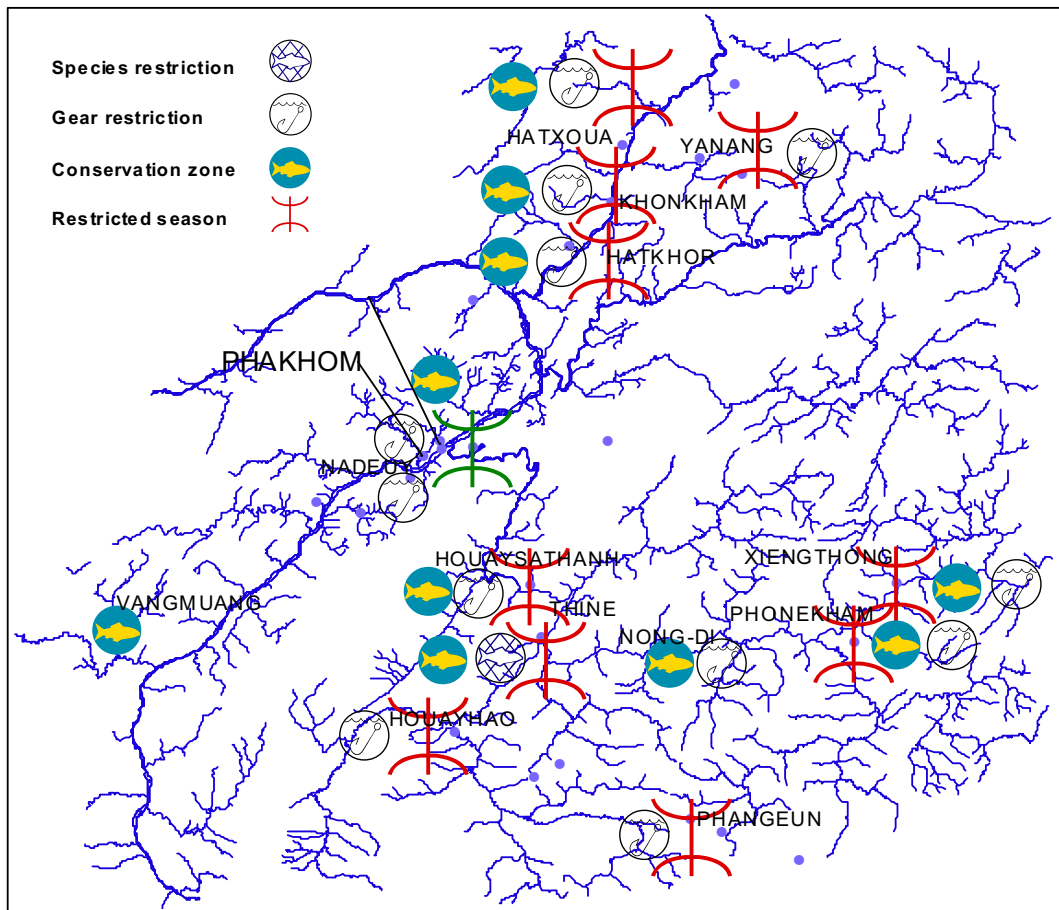 Species restriction
Gear restriction
Conservation zone
Restricted season
HATXOUA
YANANG
KHONKHAM
HATKHOR
PHAKHOM
NADEUY
HOUAYSATHANH
XIENGTHONG
VANGMUANG
THINE
PHONEKHAM
NONG-DI
HOUAYHAO
PHANGEUN